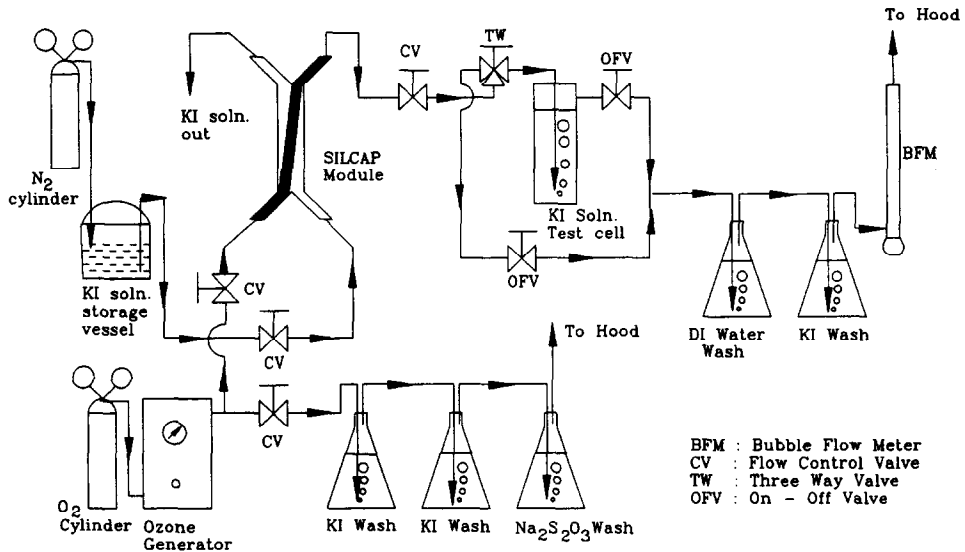 To Hood
CV
TW
OFV
KI soln.
out
SILCAP
Module
BFM
N2
cylinder
KI Soln.
Test cell
OFV
KI soln.
storage
vessel
CV
CV
DI Water
Wash
KI Wash
To Hood
CV
O2
Cylinder
Ozone
Generator
KI Wash
KI Wash
Na2S2O3Wash
BFM : Bubble Flow Meter
CV : Flow Control Valve
TW : Three Way Valve
OFV : On - Off Valve